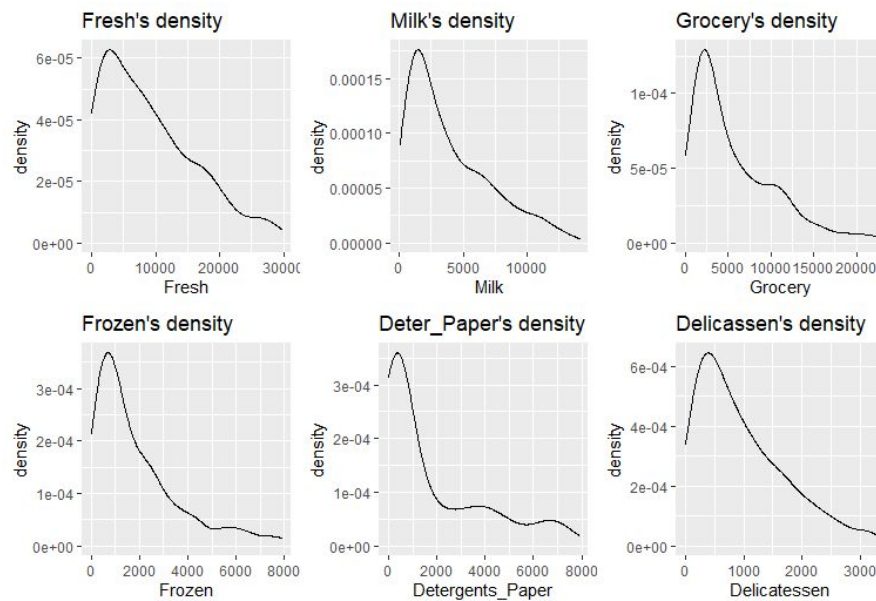 Fresh's density
6e-05
4e-05
2e-05
0e+00
density
0
10000
20000
3000
Fresh
Milk's density
0.00015
0.00010
0.00005
0.00000
density
0
5000
10000
Milk
Grocery's density
1e-04
5e-05
0e+00
density
0
5000
10000
15000
20000
Grocery
Frozen's density
3e-04
2e-04
1e-04
0e+00
density
0
2000
4000
6000
8000
Frozen
Deter_Paper's density
3e-04
2e-04
1e-04
0e+00
density
0
2000
4000
6000
8000
Detergents_Paper
Delicassen's density
6e-04
4e-04
2e-04
0e+00
density
0
1000
2000
3000
Delicatessen